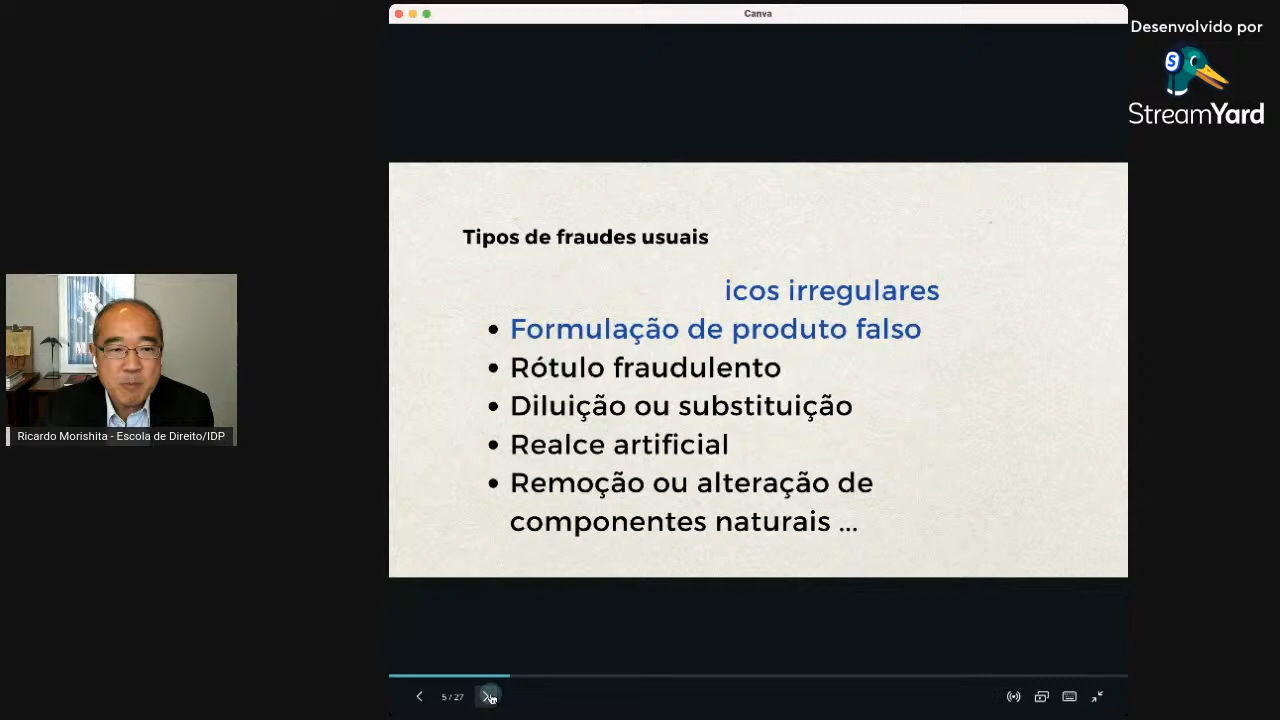 Canva
Desenvolvido por
StreamYard
Tipos de fraudes usuais
icos irregulares
• Formulação de produto falso
• Rótulo fraudulento
• Diluição ou substituição
• Realce artificial
• Remoção ou alteração de
componentes naturais ...
Ricardo Morishita - Escola de Direito/IDP
5 / 27